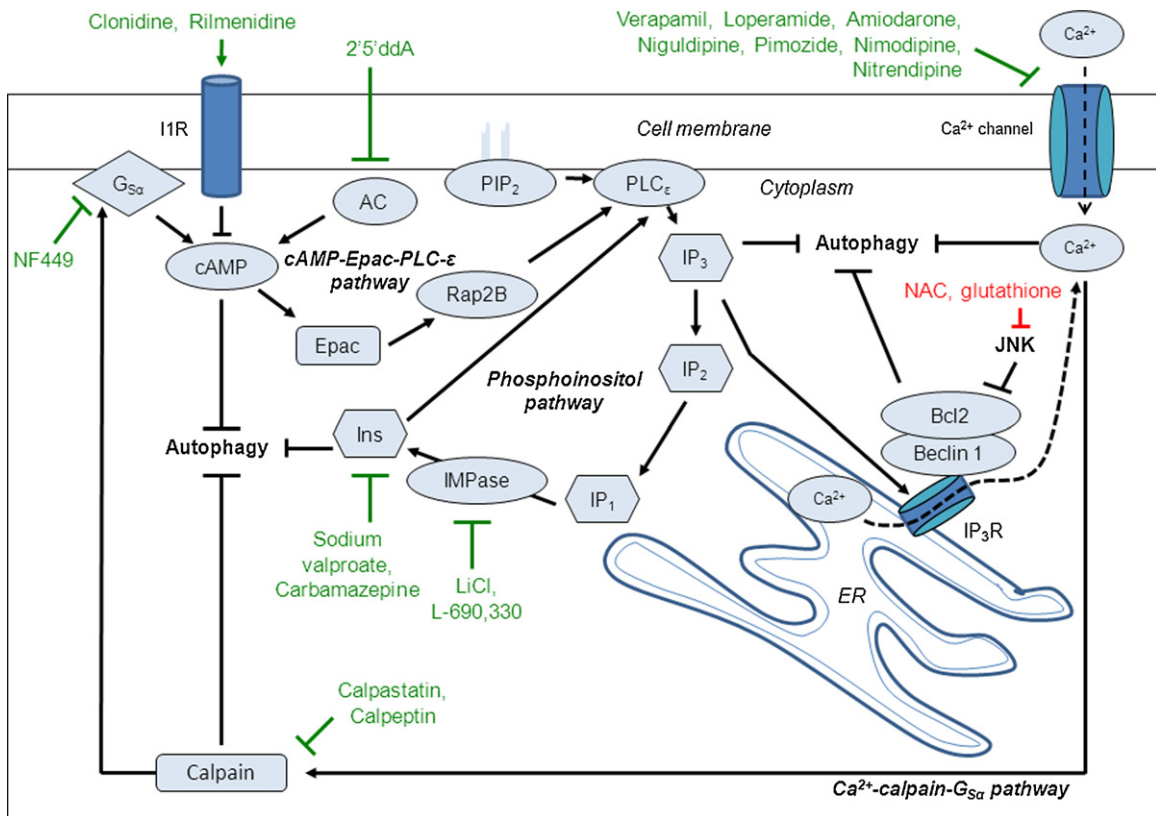 Clonidine, Rilmenidine
2'5'ddA
Verapamil, Loperamide, Amiodarone,
Niguldipine, Pimozide, Nimodipine,
Nitrendipine
Ca²⁺
I1R
Cell membrane
Ca²⁺ channel
G_Sα
AC
PIP₂
PLC_ε
Cytoplasm
NF449
cAMP
cAMP-Epac-PLC-ε
pathway
Rap2B
Epac
IP₃
Autophagy
Ca²⁺
NAC, glutathione
JNK
IP₂
Phosphoinositol
pathway
Bcl2
Beclin 1
Autophagy
Ins
IMPase
IP₁
Ca²⁺
IP₃R
Sodium
valproate,
Carbamazepine
LiCl,
L-690,330
ER
Calpastatin,
Calpeptin
Calpain
Ca²⁺-calpain-G_Sα pathway